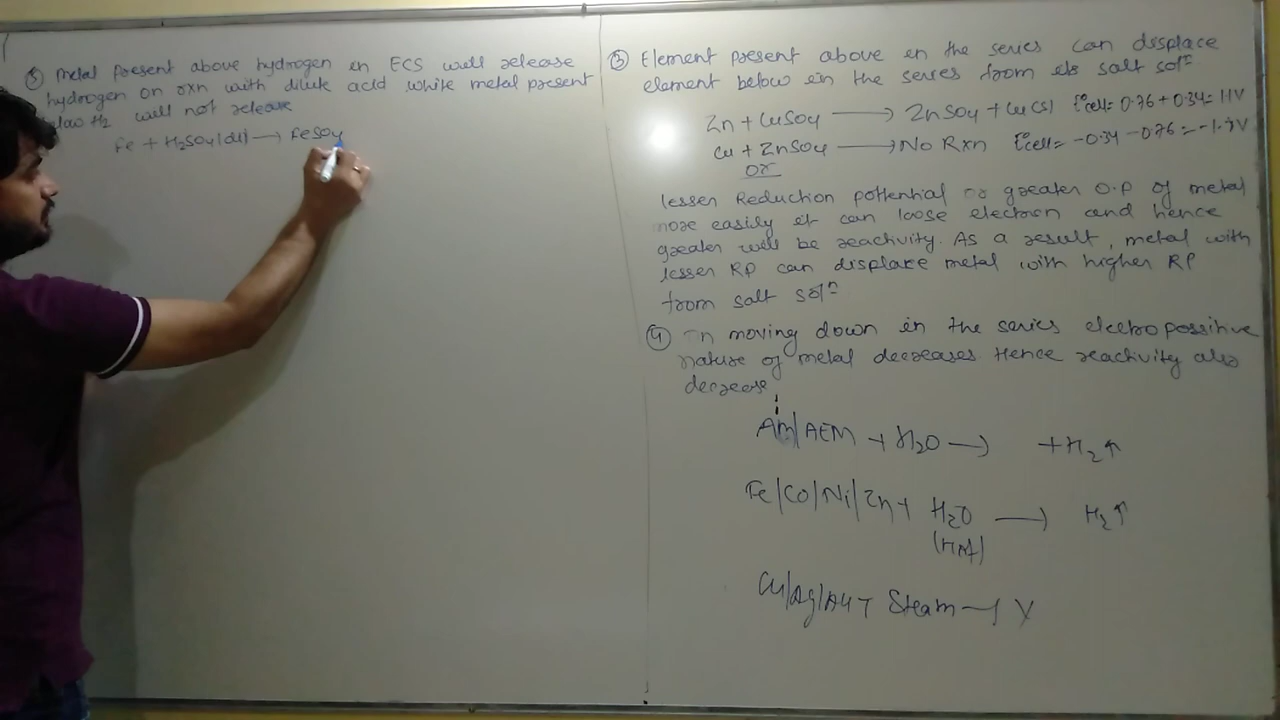 ⑤ Metal present above hydrogen in ECS will release
hydrogen on rxn with dilute acid while metal present
below H2 will not release
Fe + H2SO4(dil) → FeSO4
③ Element present above in the series can displace
element below in the series from its salt solⁿ
Zn + CuSO4 → ZnSO4 + Cu(s) E°cell = 0.76 + 0.34 = 1.1V
Cu + ZnSO4 → No Rxn E°cell = -0.34 - 0.76 = -1.1V
or
lesser Reduction pottential or greater O.P of metal
more easily it can loose electron and hence
greater will be reactivity. As a result, metal with
lesser RP can displace metal with higher RP
from salt solⁿ
④ On moving down in the series electropossitive
nature of metal decreases Hence reactivity also
decrease
AM/AEM + H2O → + H2↑
Fe/Co/Ni/Zn + H2O → H2↑
(Hot)
Cu/Ag/Au + Steam → X